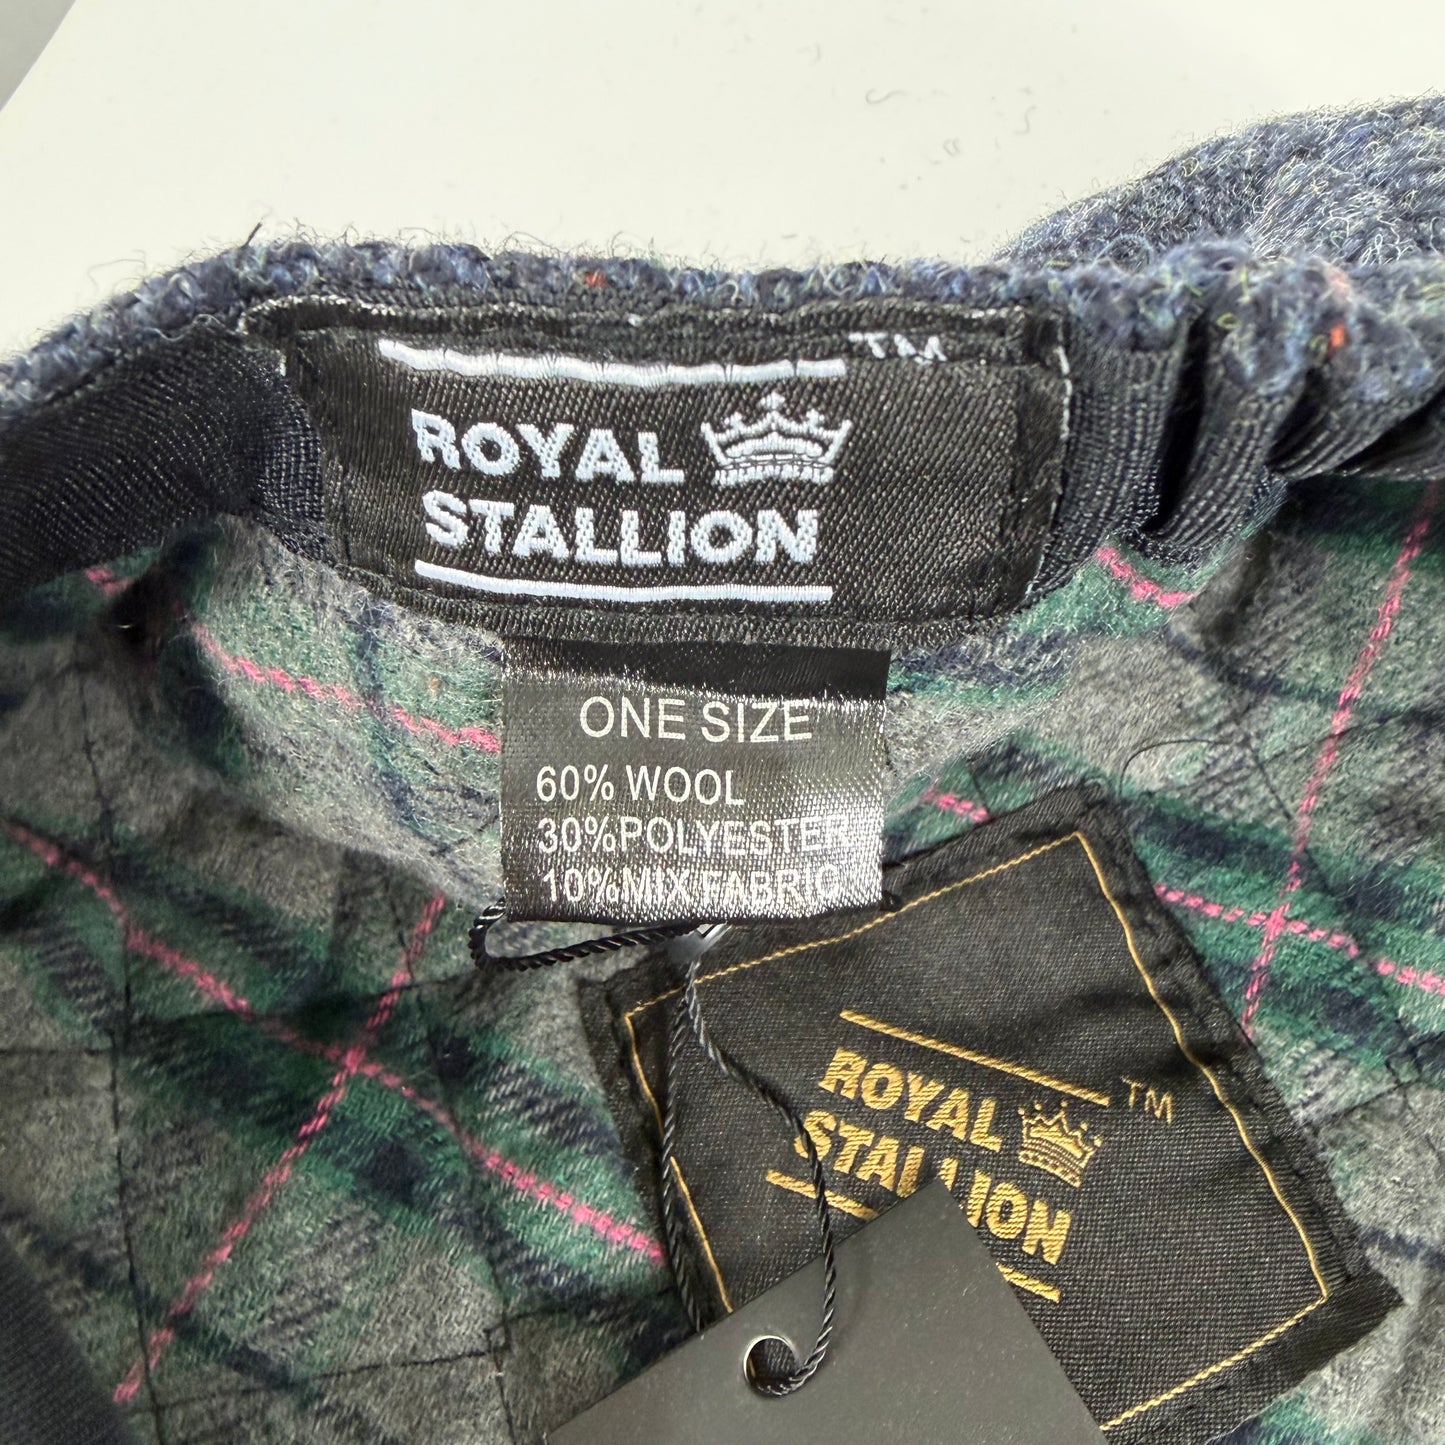 TM
ROYAL
STALLION
ONE SIZE
60% WOOL
30%POLYESTER
10%MIX FABRIC
ROYAL TM
STALLION